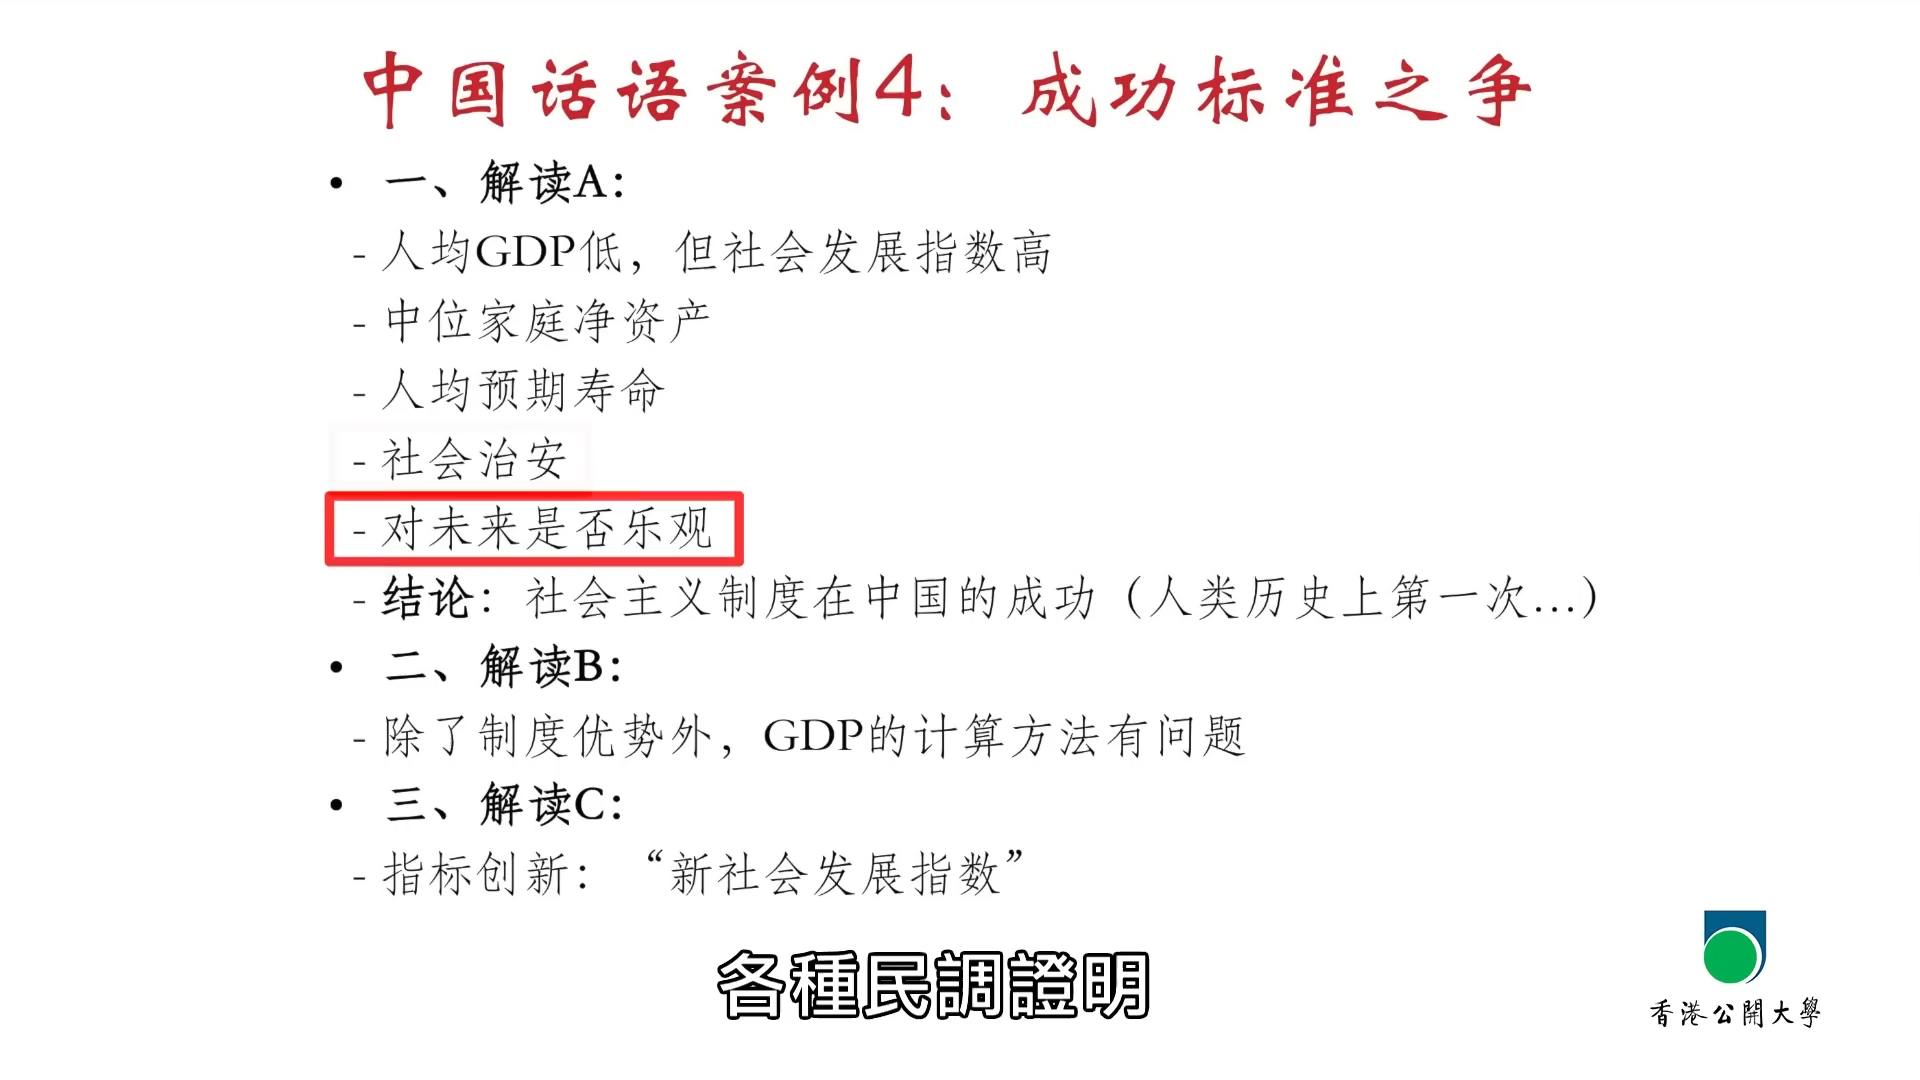 中国话语案例4：成功标准之争
• 一、解读A：
- 人均GDP低，但社会发展指数高
- 中位家庭净资产
- 人均预期寿命
- 社会治安
- 对未来是否乐观
- 结论：社会主义制度在中国的成功（人类历史上第一次…）
• 二、解读B：
- 除了制度优势外，GDP的计算方法有问题
• 三、解读C：
- 指标创新：“新社会发展指数”
各種民調證明
香港公開大學